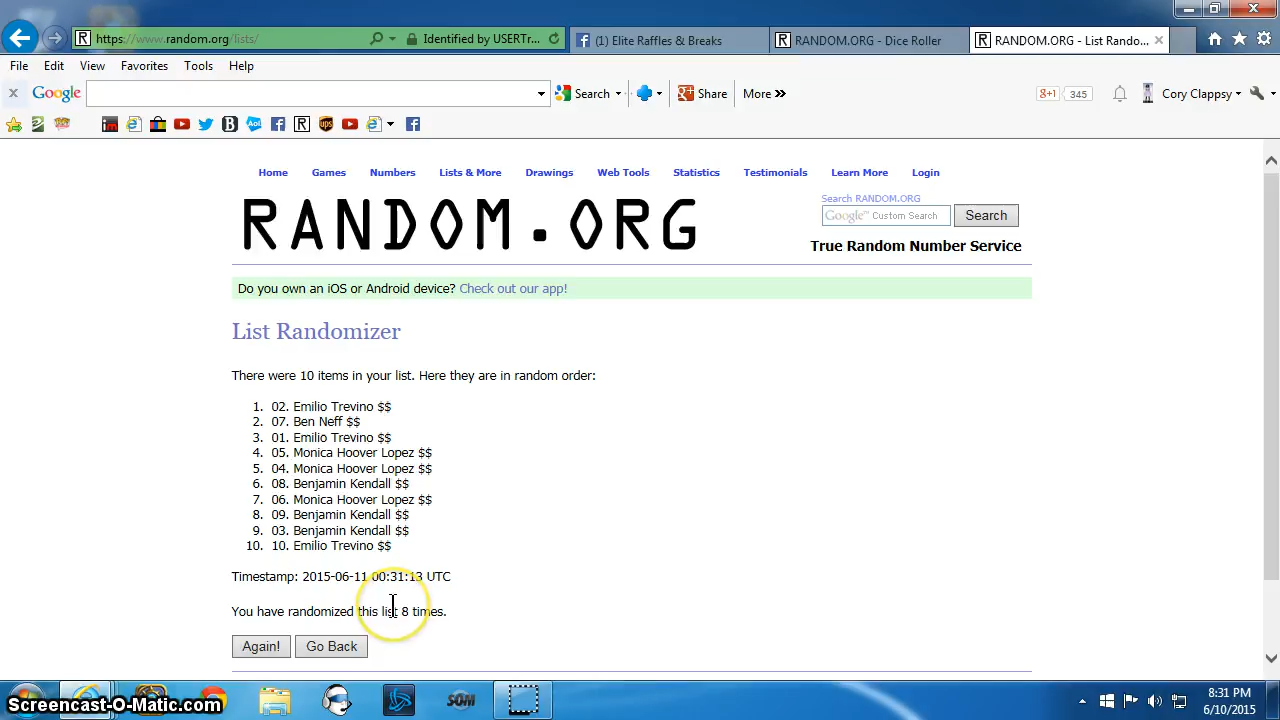 https://www.random.org/lists/
Identified by USERTr...
(1) Elite Raffles & Breaks
RANDOM.ORG - Dice Roller
RANDOM.ORG - List Rando...
File Edit View Favorites Tools Help
Google
Search
Share
More
345
Cory Clappsy
Home Games Numbers Lists & More Drawings Web Tools Statistics Testimonials Learn More Login
RANDOM.ORG
Search RANDOM.ORG
Google™ Custom Search
Search
True Random Number Service
Do you own an iOS or Android device? Check out our app!
List Randomizer
There were 10 items in your list. Here they are in random order:
1. 02. Emilio Trevino $$
2. 07. Ben Neff $$
3. 01. Emilio Trevino $$
4. 05. Monica Hoover Lopez $$
5. 04. Monica Hoover Lopez $$
6. 08. Benjamin Kendall $$
7. 06. Monica Hoover Lopez $$
8. 09. Benjamin Kendall $$
9. 03. Benjamin Kendall $$
10. 10. Emilio Trevino $$
Timestamp: 2015-06-11 00:31:13 UTC
You have randomized this list 8 times.
Again!
Go Back
Screencast-O-Matic.com
SOM
8:31 PM
6/10/2015